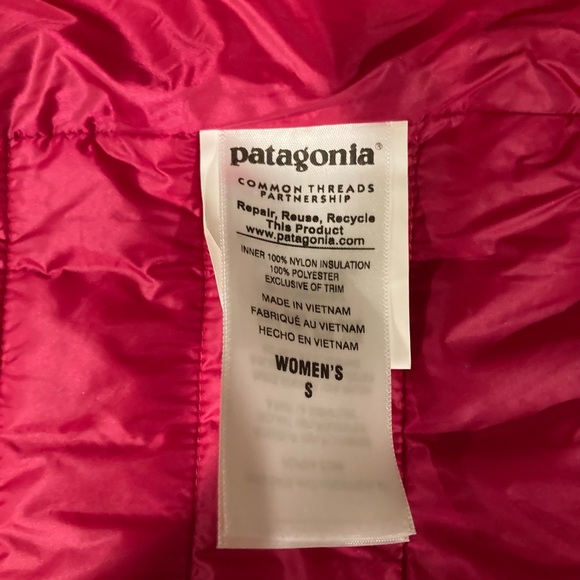 patagonia®
COMMON THREADS
PARTNERSHIP
Repair, Reuse, Recycle
This Product
www.patagonia.com
INNER 100% NYLON INSULATION
100% POLYESTER
EXCLUSIVE OF TRIM
MADE IN VIETNAM
FABRIQUÉ AU VIETNAM
HECHO EN VIETNAM
WOMEN'S
S